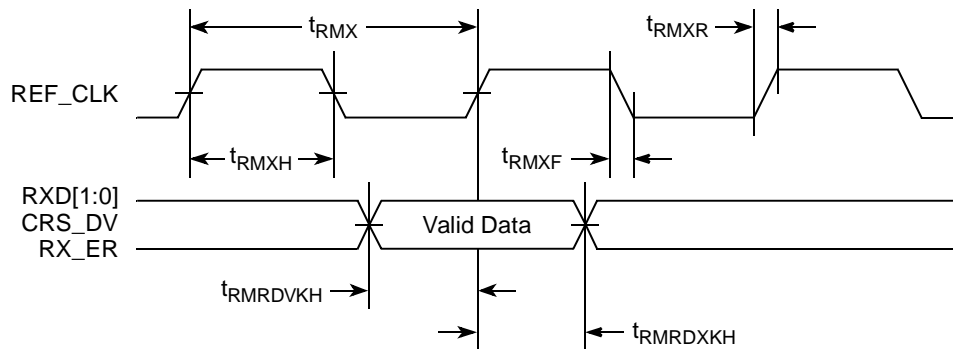 tRMX
tRMXR
REF_CLK
tRMXH
tRMXF
RXD[1:0]
CRS_DV
RX_ER
Valid Data
tRMRDVKH
tRMRDXKH